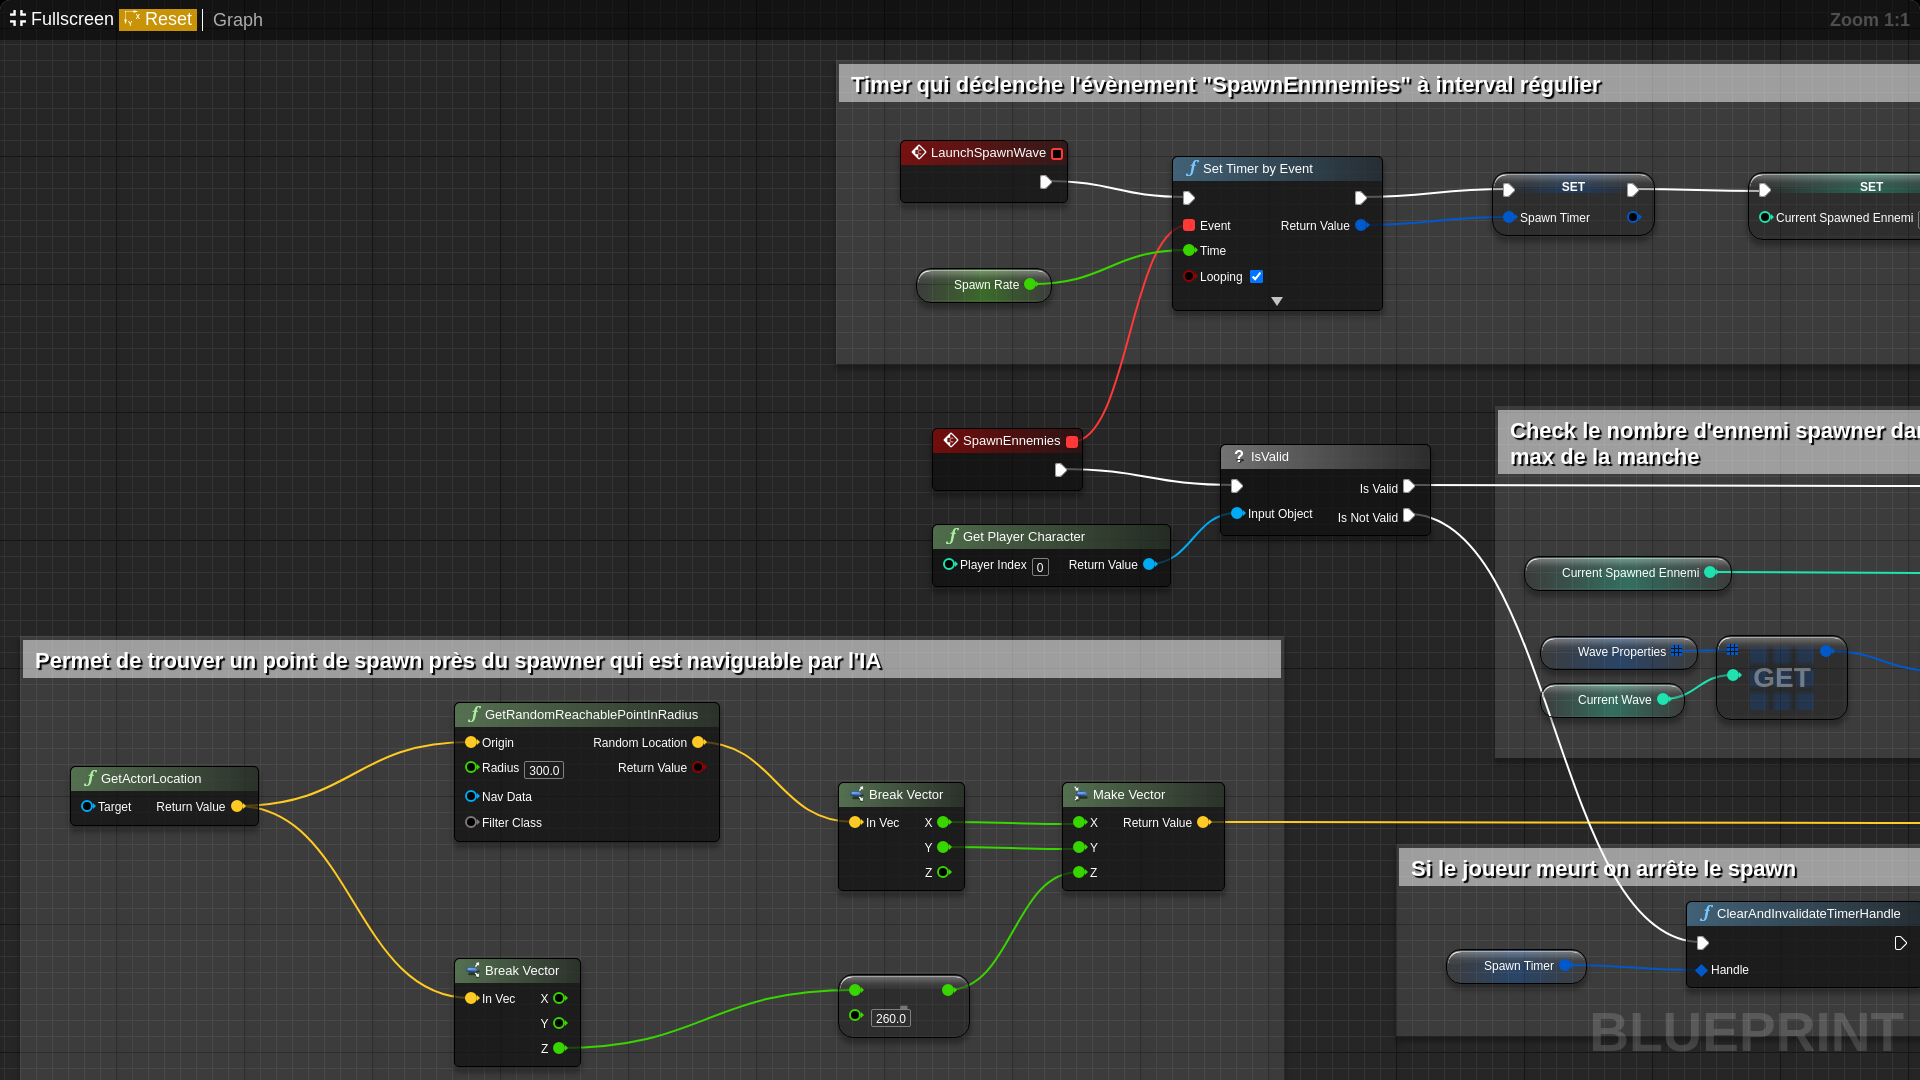 Fullscreen Reset Graph Zoom 1:1
Timer qui déclenche l'évènement "SpawnEnnnemies" à interval régulier
LaunchSpawnWave
Set Timer by Event
Event Return Value
Time
Looping
Spawn Rate
SET
Spawn Timer
SET
Current Spawned Ennemi
SpawnEnnemies
IsValid
Is Valid
Input Object Is Not Valid
Get Player Character
Player Index 0 Return Value
Check le nombre d'ennemi spawner
max de la manche
Current Spawned Ennemi
Wave Properties
Current Wave
GET
Permet de trouver un point de spawn près du spawner qui est naviguable par l'IA
GetActorLocation
Target Return Value
GetRandomReachablePointInRadius
Origin Random Location
Radius 300.0 Return Value
Nav Data
Filter Class
Break Vector
In Vec X
Y
Z
Make Vector
X Return Value
Y
Z
Break Vector
In Vec X
Y
Z
260.0
Si le joueur meurt on arrête le spawn
ClearAndInvalidateTimerHandle
Spawn Timer
Handle
BLUEPRINT